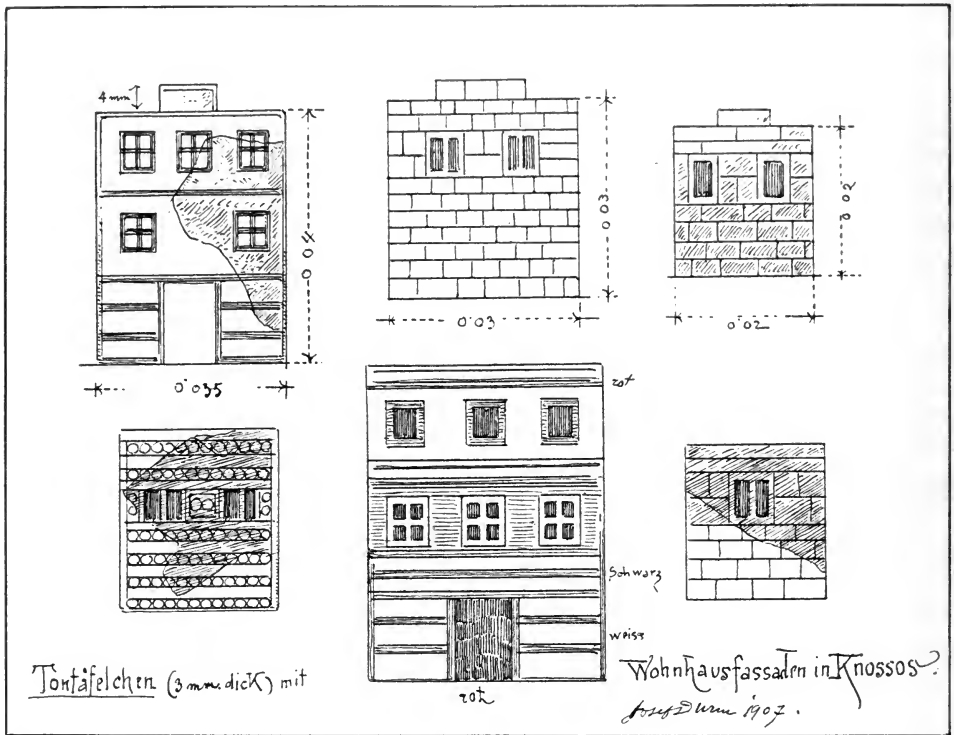 4 mm
0˙04
0˙035
0˙03
0˙03
0˙02
0˙02
rot
Schwarz
weiss
rot
Tontäfelchen (3 mm. dick) mit
Wohnhausfassaden in Knossos.
Josef Durm 1907.